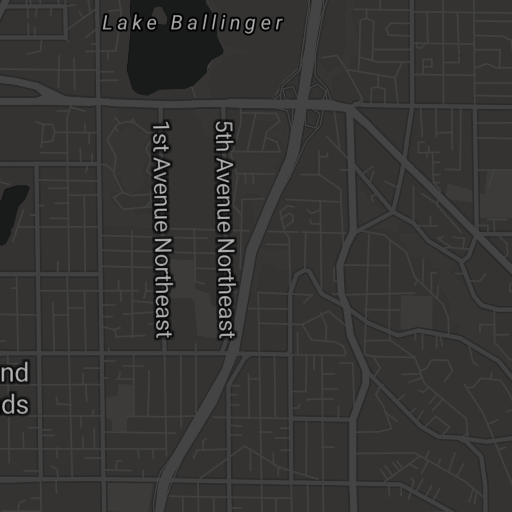 Lake Ballinger
1st Avenue Northeast
5th Avenue Northeast
nd
ds